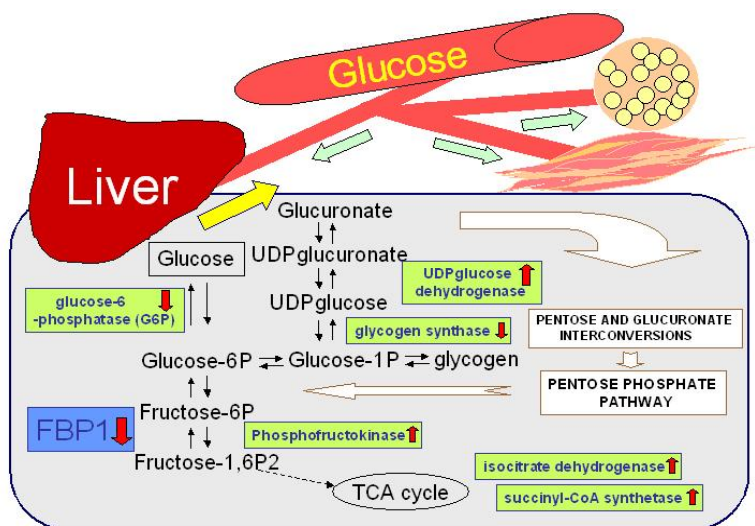 Glucose
Liver
Glucuronate
UDPglucuronate
Glucose
UDPglucose
dehydrogenase
glucose-6
-phosphatase (G6P)
UDPglucose
glycogen synthase
PENTOSE AND GLUCURONATE
INTERCONVERSIONS
Glucose-6P
Glucose-1P
glycogen
PENTOSE PHOSPHATE
PATHWAY
Fructose-6P
FBP1
Phosphofructokinase
Fructose-1,6P2
isocitrate dehydrogenase
TCA cycle
succinyl-CoA synthetase